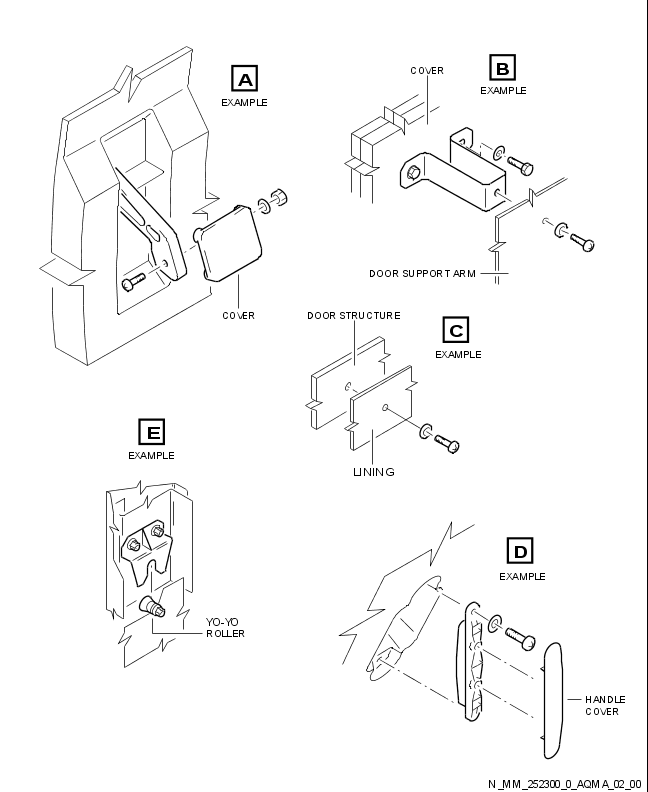 A
EXAMPLE
COVER
B
EXAMPLE
COVER
DOOR SUPPORT ARM
DOOR STRUCTURE
C
EXAMPLE
LINING
E
EXAMPLE
YO-YO
ROLLER
D
EXAMPLE
HANDLE
COVER
N_MM_252300_0_AQMA_02_00